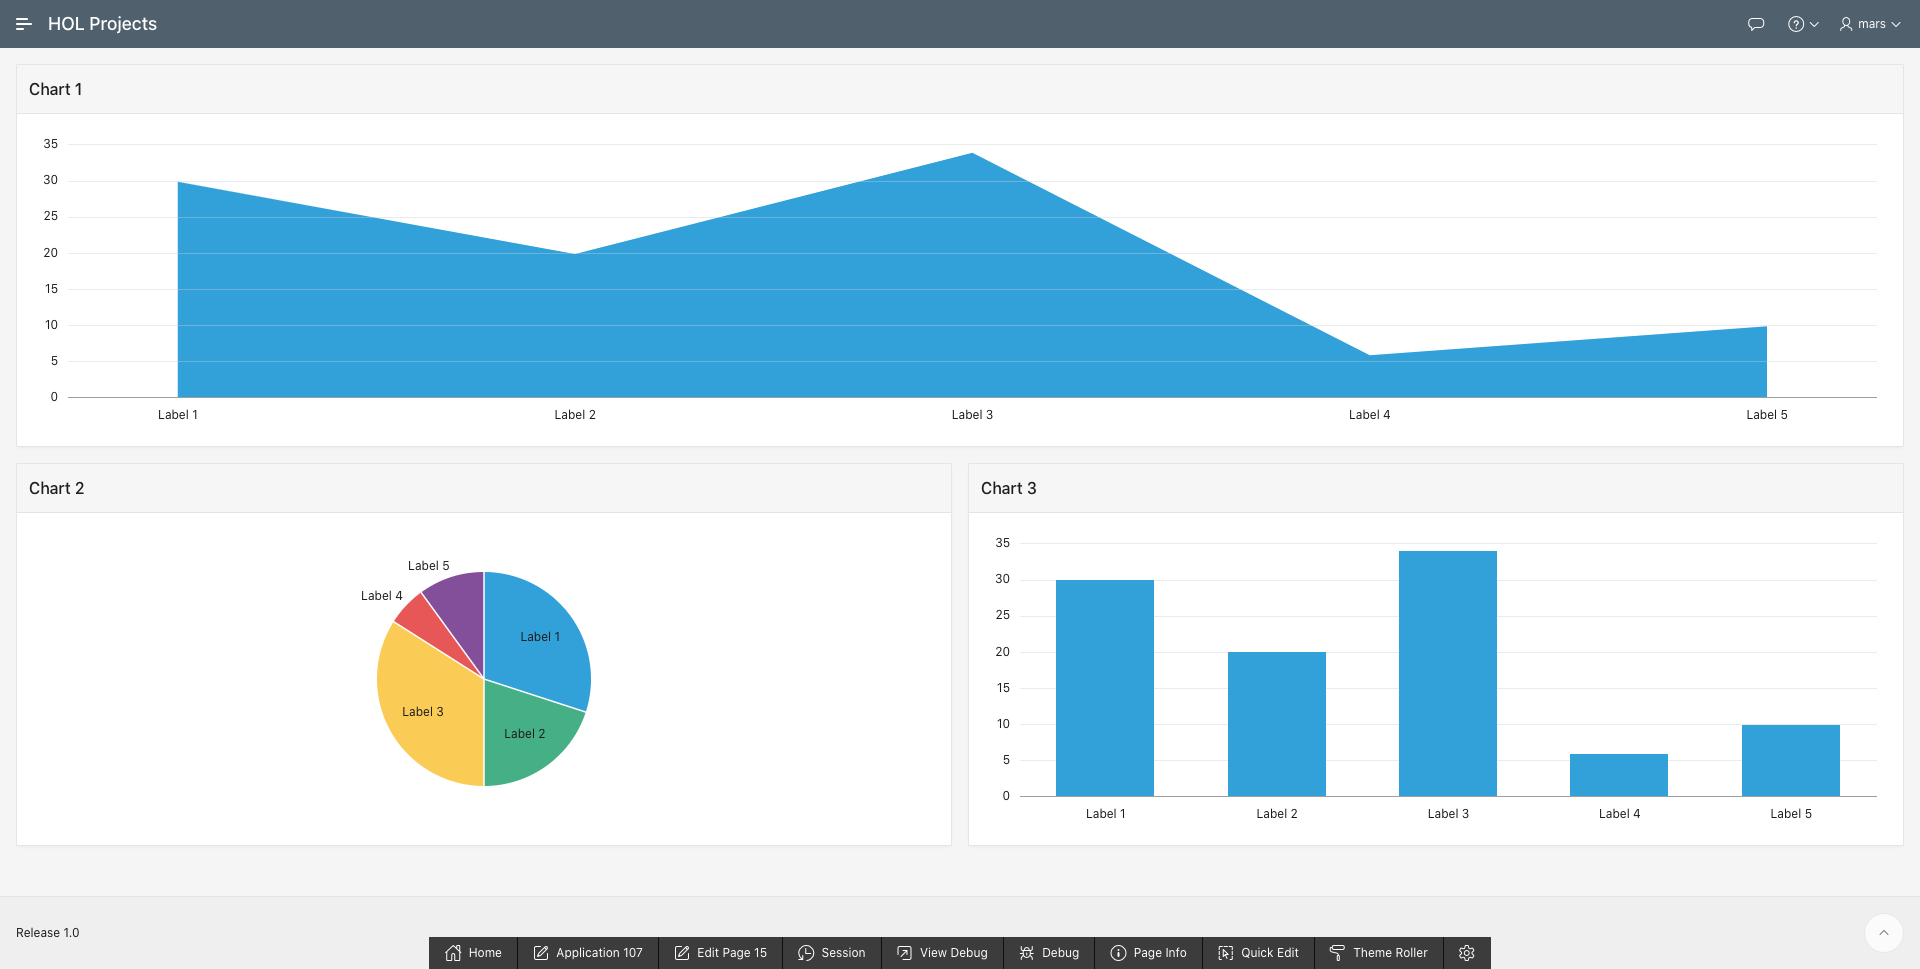 HOL Projects
mars
Chart 1
35
30
25
20
15
10
5
0
Label 1 Label 2 Label 3 Label 4 Label 5
Chart 2
Label 5
Label 4
Label 1
Label 3
Label 2
Chart 3
35
30
25
20
15
10
5
0
Label 1 Label 2 Label 3 Label 4 Label 5
Release 1.0
Home Application 107 Edit Page 15 Session View Debug Debug Page Info Quick Edit Theme Roller